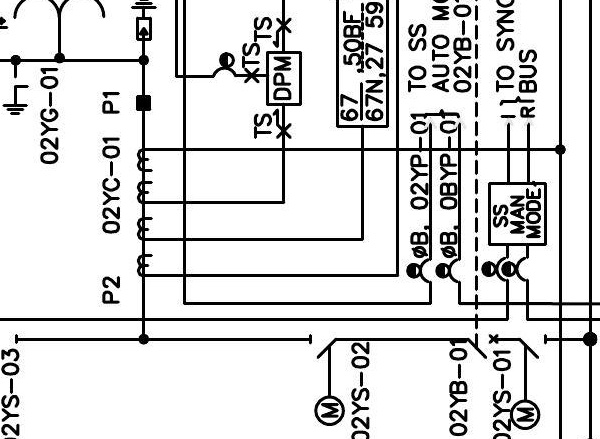 02YS-03
02YG-01
P1
02YC-01
P2
TS
TS
TS
DPM
67
,50BF
67N,27
59
TO SS
AUTO
02YB-0
ØB, 02YP-01
ØB, 0BYP-01
TO SYNC
BUS
SS
MAN
MODE
M
02YS-02
02YB-01
02YS-01
M